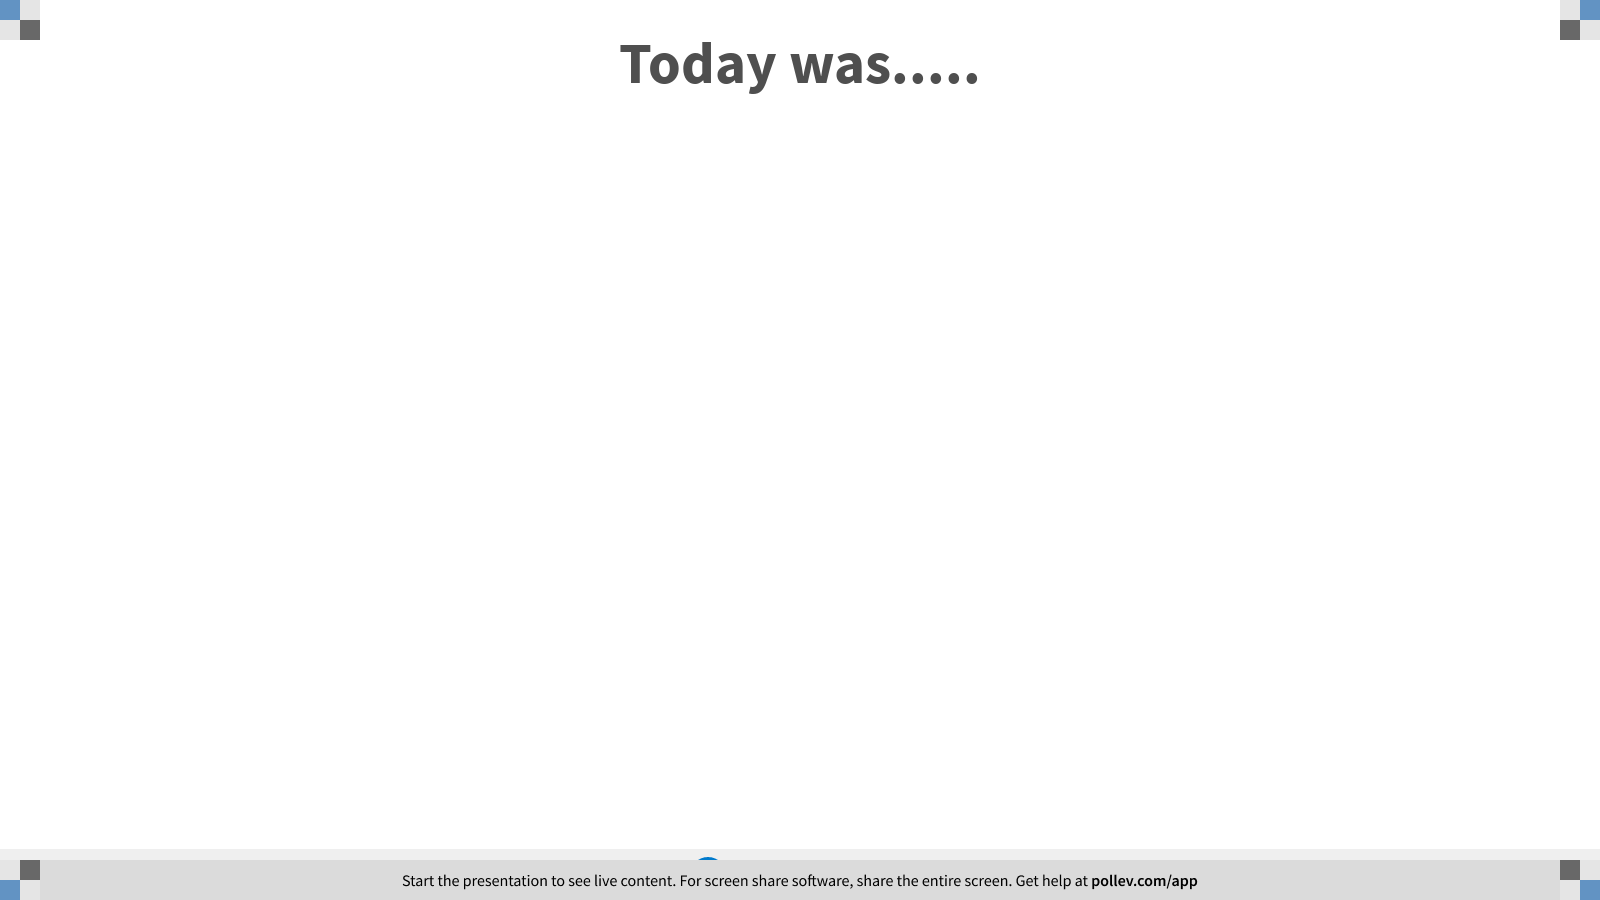 Today was.....
Start the presentation to see live content. For screen share software, share the entire screen. Get help at pollev.com/app